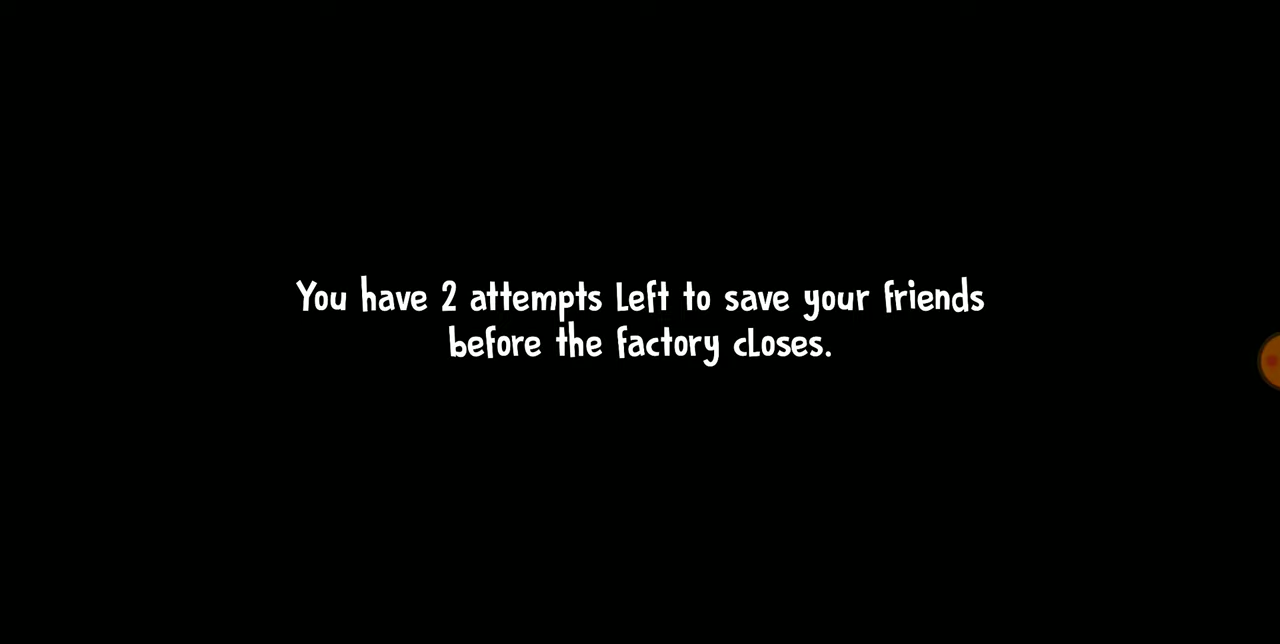 You have 2 attempts left to save your friends
before the factory closes.